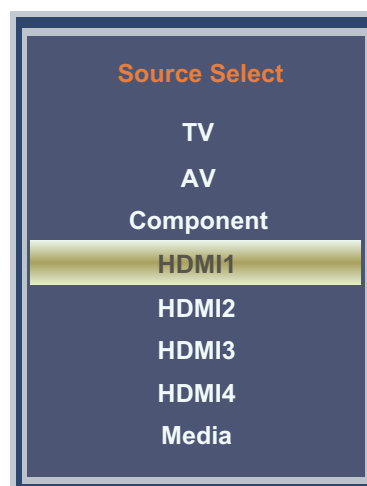 Source Select
TV
AV
Component
HDMI1
HDMI2
HDMI3
HDMI4
Media